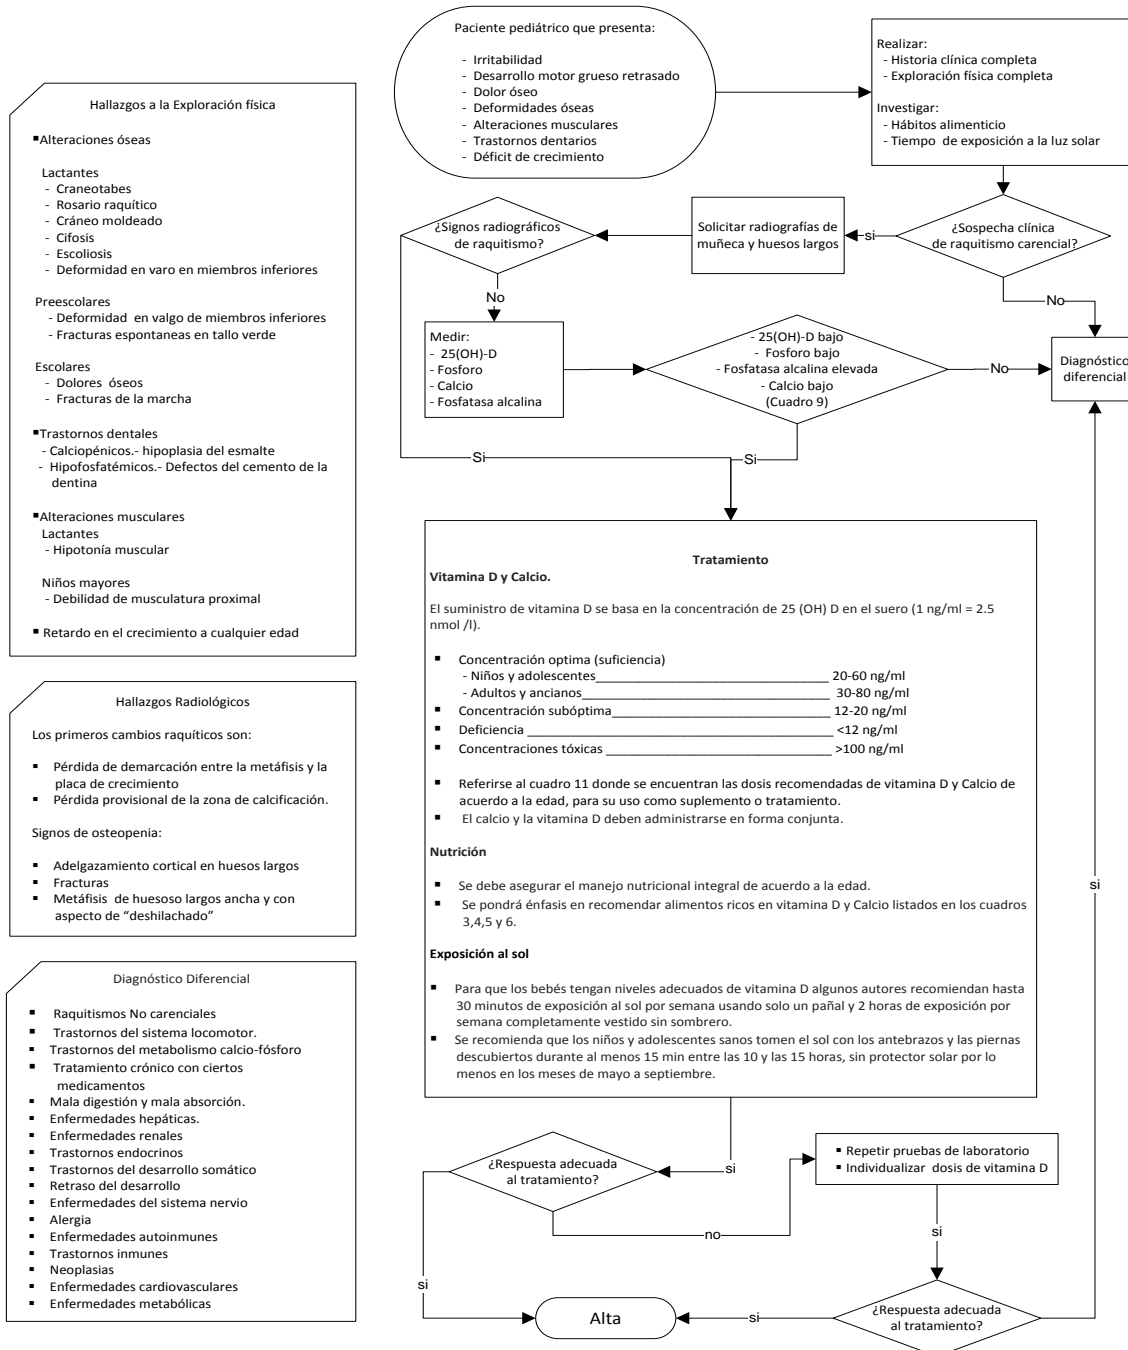 Paciente pediátrico que presenta:
- Irritabilidad
- Desarrollo motor grueso retrasado
- Dolor óseo
- Deformidades óseas
- Alteraciones musculares
- Trastornos dentarios
- Déficit de crecimiento
Realizar:
- Historia clínica completa
- Exploración física completa
Investigar:
- Hábitos alimenticio
- Tiempo de exposición a la luz solar
¿Sospecha clínica
de raquitismo carencial?
si
Solicitar radiografías de
muñeca y huesos largos
¿Signos radiográficos
de raquitismo?
No
No
Medir:
- 25(OH)-D
- Fosforo
- Calcio
- Fosfatasa alcalina
- 25(OH)-D bajo
- Fosforo bajo
- Fosfatasa alcalina elevada
- Calcio bajo
(Cuadro 9)
No
Diagnóstico
diferencial
Si
Si
Tratamiento
Vitamina D y Calcio.
El suministro de vitamina D se basa en la concentración de 25 (OH) D en el suero (1 ng/ml = 2.5
nmol /l).
▪ Concentración optima (suficiencia)
- Niños y adolescentes______________________________ 20-60 ng/ml
- Adultos y ancianos________________________________ 30-80 ng/ml
▪ Concentración subóptima____________________________ 12-20 ng/ml
▪ Deficiencia _______________________________________ <12 ng/ml
▪ Concentraciones tóxicas _____________________________ >100 ng/ml
▪ Referirse al cuadro 11 donde se encuentran las dosis recomendadas de vitamina D y Calcio de
acuerdo a la edad, para su uso como suplemento o tratamiento.
▪ El calcio y la vitamina D deben administrarse en forma conjunta.
Nutrición
▪ Se debe asegurar el manejo nutricional integral de acuerdo a la edad.
▪ Se pondrá énfasis en recomendar alimentos ricos en vitamina D y Calcio listados en los cuadros
3,4,5 y 6.
Exposición al sol
▪ Para que los bebés tengan niveles adecuados de vitamina D algunos autores recomiendan hasta
30 minutos de exposición al sol por semana usando solo un pañal y 2 horas de exposición por
semana completamente vestido sin sombrero.
▪ Se recomienda que los niños y adolescentes sanos tomen el sol con los antebrazos y las piernas
descubiertos durante al menos 15 min entre las 10 y las 15 horas, sin protector solar por lo
menos en los meses de mayo a septiembre.
si
si
¿Respuesta adecuada
al tratamiento?
no
▪ Repetir pruebas de laboratorio
▪ Individualizar dosis de vitamina D
si
si
¿Respuesta adecuada
al tratamiento?
si
Alta
Hallazgos a la Exploración física
▪Alteraciones óseas
Lactantes
- Craneotabes
- Rosario raquítico
- Cráneo moldeado
- Cifosis
- Escoliosis
- Deformidad en varo en miembros inferiores
Preescolares
- Deformidad en valgo de miembros inferiores
- Fracturas espontaneas en tallo verde
Escolares
- Dolores óseos
- Fracturas de la marcha
▪Trastornos dentales
- Calciopénicos.- hipoplasia del esmalte
- Hipofosfatémicos.- Defectos del cemento de la
dentina
▪Alteraciones musculares
Lactantes
- Hipotonía muscular
Niños mayores
- Debilidad de musculatura proximal
▪ Retardo en el crecimiento a cualquier edad
Hallazgos Radiológicos
Los primeros cambios raquíticos son:
▪ Pérdida de demarcación entre la metáfisis y la
placa de crecimiento
▪ Pérdida provisional de la zona de calcificación.
Signos de osteopenia:
▪ Adelgazamiento cortical en huesos largos
▪ Fracturas
▪ Metáfisis de huesoso largos ancha y con
aspecto de “deshilachado”
Diagnóstico Diferencial
▪ Raquitismos No carenciales
▪ Trastornos del sistema locomotor.
▪ Trastornos del metabolismo calcio-fósforo
▪ Tratamiento crónico con ciertos
medicamentos
▪ Mala digestión y mala absorción.
▪ Enfermedades hepáticas.
▪ Enfermedades renales
▪ Trastornos endocrinos
▪ Trastornos del desarrollo somático
▪ Retraso del desarrollo
▪ Enfermedades del sistema nervio
▪ Alergia
▪ Enfermedades autoinmunes
▪ Trastornos inmunes
▪ Neoplasias
▪ Enfermedades cardiovasculares
▪ Enfermedades metabólicas